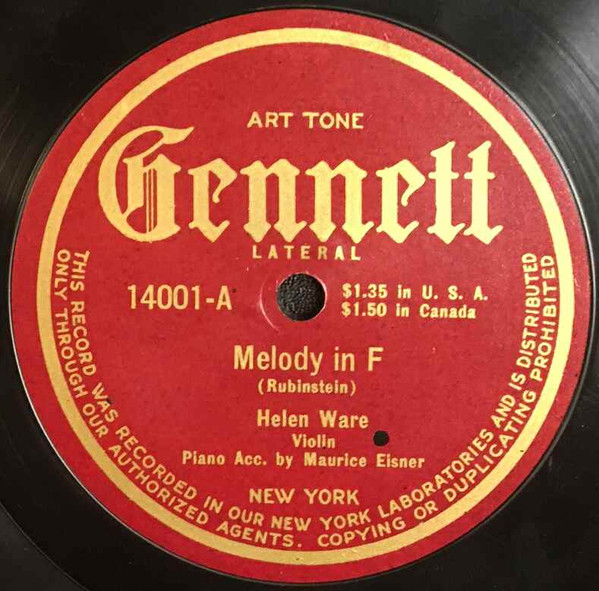 ART TONE
Gennett
LATERAL
14001-A
$1.35 in U. S. A.
$1.50 in Canada
Melody in F
(Rubinstein)
Helen Ware
Violin
Piano Acc. by Maurice Eisner
NEW YORK
THIS RECORD WAS RECORDED IN OUR NEW YORK LABORATORIES AND IS DISTRIBUTED
ONLY THROUGH OUR AUTHORIZED AGENTS. COPYING OR DUPLICATING PROHIBITED